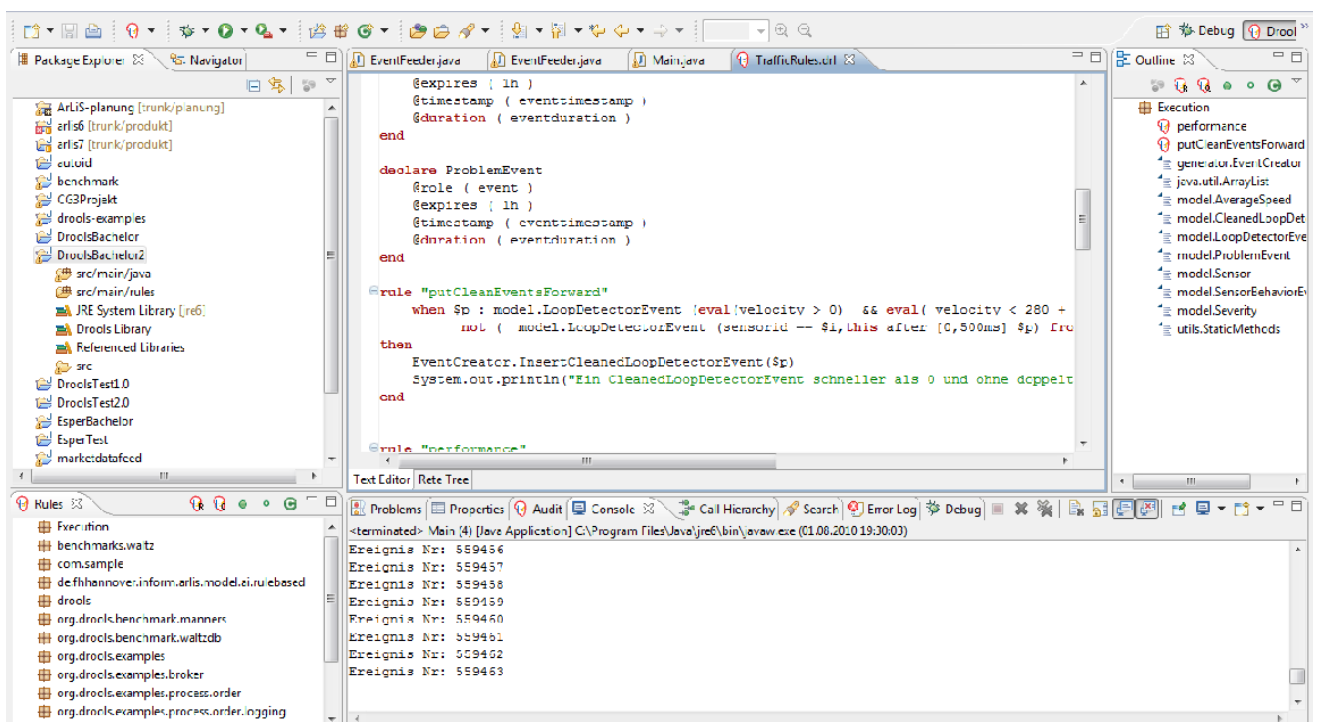 Debug Drool
Package Explorer Navigator
ArLiS-planung [trunk/planung]
arlis6 [trunk/produkt]
arlis7 [trunk/produkt]
autoid
benchmark
CG3Projekt
drools-examples
DroolsBachelor
DroolsBachelor2
src/main/java
src/main/rules
JRE System Library [jre6]
Drools Library
Referenced Libraries
src
DroolsTest1.0
DroolsTest2.0
EsperBachelor
EsperTest
marketdatafeed
EventFeeder.java EventFeeder.java Main.java TrafficRules.drl
@expires ( 1h )
@timestamp ( eventtimestamp )
@duration ( eventduration )
end
declare ProblemEvent
@role ( event )
@expires ( 1h )
@timestamp ( eventtimestamp )
@duration ( eventduration )
end
rule "putCleanEventsForward"
when $p : model.LoopDetectorEvent (eval(velocity > 0) && eval( velocity < 280 +
not ( model.LoopDetectorEvent (sensorid == $i,this after [0,500ms] $p) fro
then
EventCreator.InsertCleanedLoopDetectorEvent($p)
System.out.println("Ein CleanedLoopDetectorEvent schneller als 0 und ohne doppelt
end
rule "performance"
Text Editor Rete Tree
Outline
Execution
performance
putCleanEventsForward
generator.EventCreator
java.util.ArrayList
model.AverageSpeed
model.CleanedLoopDet
model.LoopDetectorEve
model.ProblemEvent
model.Sensor
model.SensorBehaviorEv
model.Severity
utils.StaticMethods
Rules
Execution
benchmarks.waltz
com.sample
de.fhhannover.inform.arlis.model.ai.rulebased
drools
org.drools.benchmark.manners
org.drools.benchmark.waltzdb
org.drools.examples
org.drools.examples.broker
org.drools.examples.process.order
org.drools.examples.process.order.logging
Problems Properties Audit Console Call Hierarchy Search Error Log Debug
<terminated> Main (4) [Java Application] C:\Program Files\Java\jre6\bin\javaw.exe (01.08.2010 19:30:03)
Ereignis Nr: 559456
Ereignis Nr: 559457
Ereignis Nr: 559458
Ereignis Nr: 559459
Ereignis Nr: 559460
Ereignis Nr: 559461
Ereignis Nr: 559462
Ereignis Nr: 559463